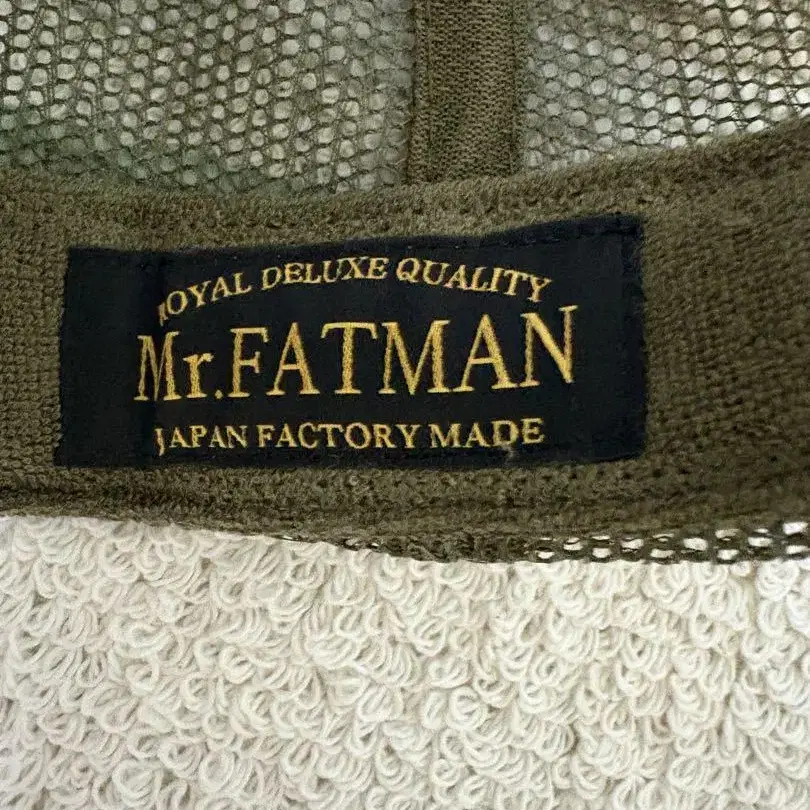 ROYAL DELUXE QUALITY
Mr.FATMAN
JAPAN FACTORY MADE